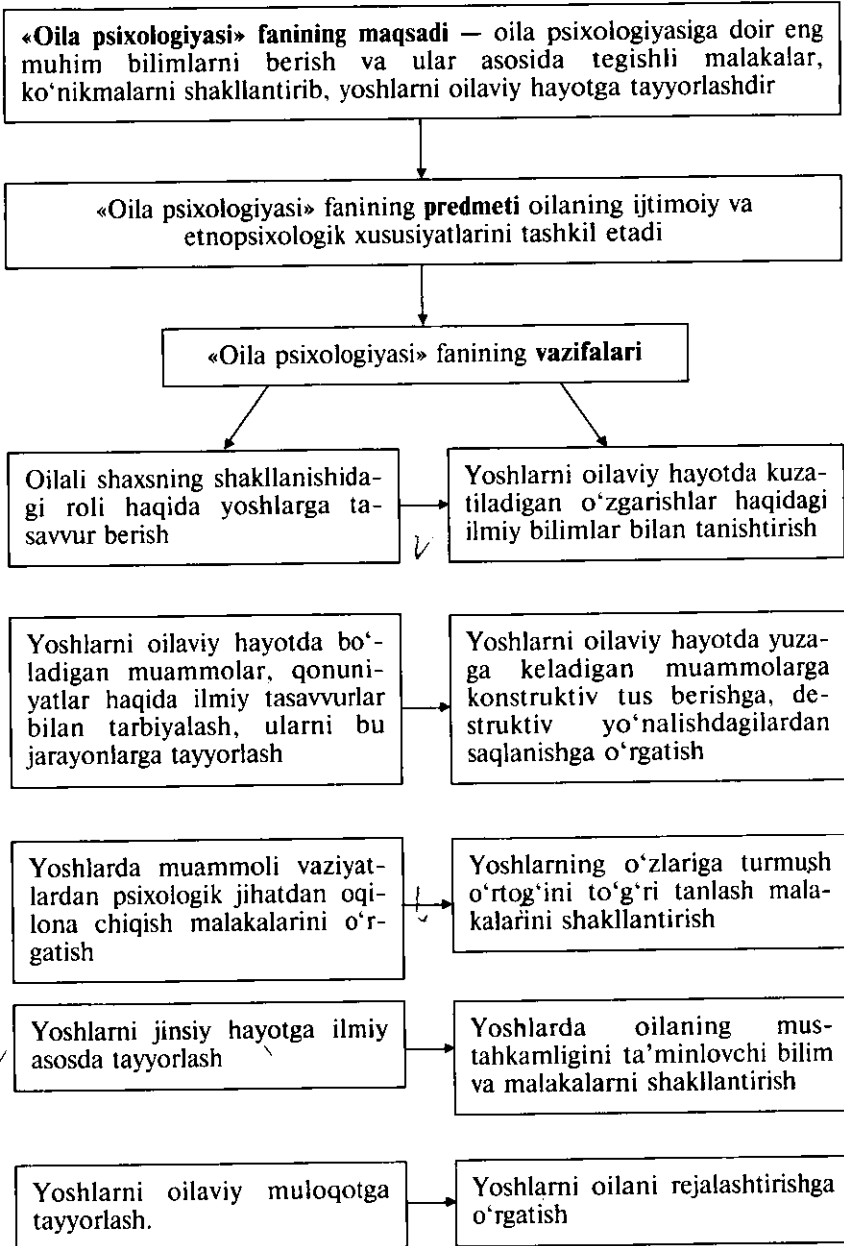 «Oila psixologiyasi» fanining maqsadi — oila psixologiyasiga doir eng
muhim bilimlarni berish va ular asosida tegishli malakalar,
ko‘nikmalarni shakllantirib, yoshlarni oilaviy hayotga tayyorlashdir
«Oila psixologiyasi» fanining predmeti oilaning ijtimoiy va
etnopsixologik xususiyatlarini tashkil etadi
«Oila psixologiyasi» fanining vazifalari
Oilali shaxsning shakllanishida-
gi roli haqida yoshlarga ta-
savvur berish
Yoshlarni oilaviy hayotda kuza-
tiladigan o‘zgarishlar haqidagi
ilmiy bilimlar bilan tanishtirish
Yoshlarni oilaviy hayotda bo‘-
ladigan muammolar, qonuni-
yatlar haqida ilmiy tasavvurlar
bilan tarbiyalash, ularni bu
jarayonlarga tayyorlash
Yoshlarni oilaviy hayotda yuza-
ga keladigan muammolarga
konstruktiv tus berishga, de-
struktiv yo‘nalishdagilardan
saqlanishga o‘rgatish
Yoshlarda muammoli vaziyat-
lardan psixologik jihatdan oqi-
lona chiqish malakalarini o‘r-
gatish
Yoshlarning o‘zlariga turmush
o‘rtog‘ini to‘g‘ri tanlash mala-
kalarini shakllantirish
Yoshlarni jinsiy hayotga ilmiy
asosda tayyorlash
Yoshlarda oilaning mus-
tahkamligini ta’minlovchi bilim
va malakalarni shakllantirish
Yoshlarni oilaviy muloqotga
tayyorlash.
Yoshlarni oilani rejalashtirishga
o‘rgatish